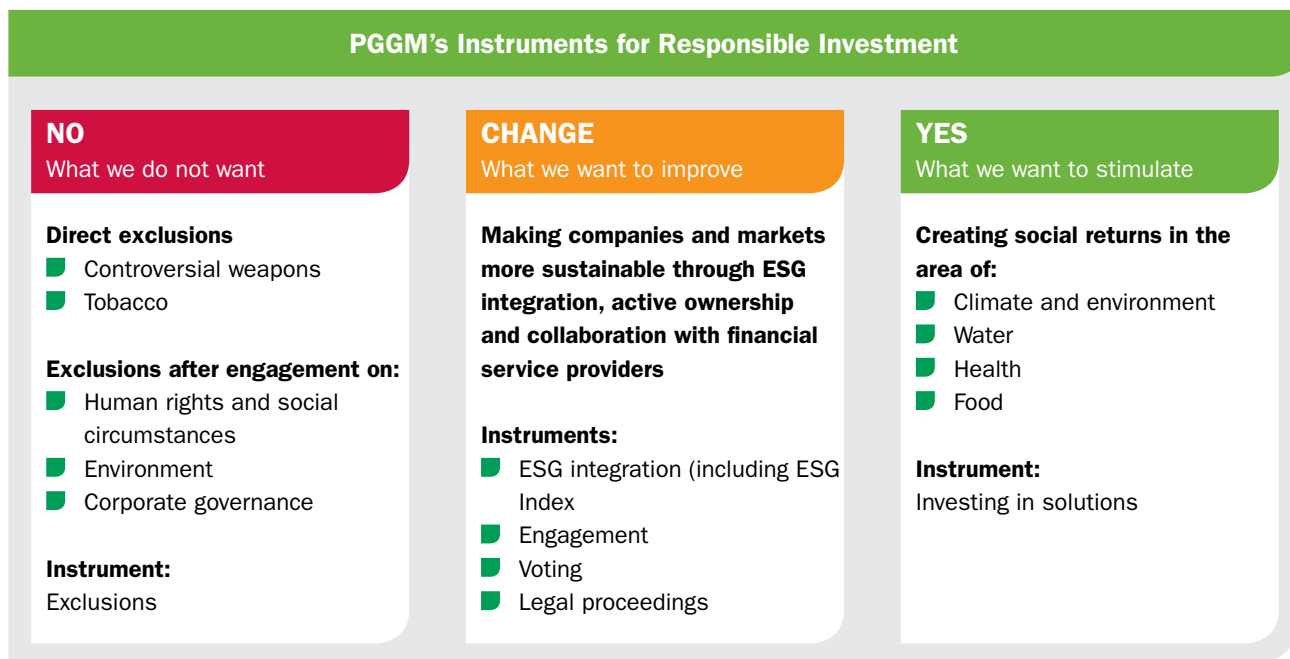 PGGM's Instruments for Responsible Investment
NO
What we do not want
Direct exclusions
Controversial weapons
Tobacco
Exclusions after engagement on:
Human rights and social
circumstances
Environment
Corporate governance
Instrument:
Exclusions
CHANGE
What we want to improve
Making companies and markets
more sustainable through ESG
integration, active ownership
and collaboration with financial
service providers
Instruments:
ESG integration (including ESG
Index
Engagement
Voting
Legal proceedings
YES
What we want to stimulate
Creating social returns in the
area of:
Climate and environment
Water
Health
Food
Instrument:
Investing in solutions